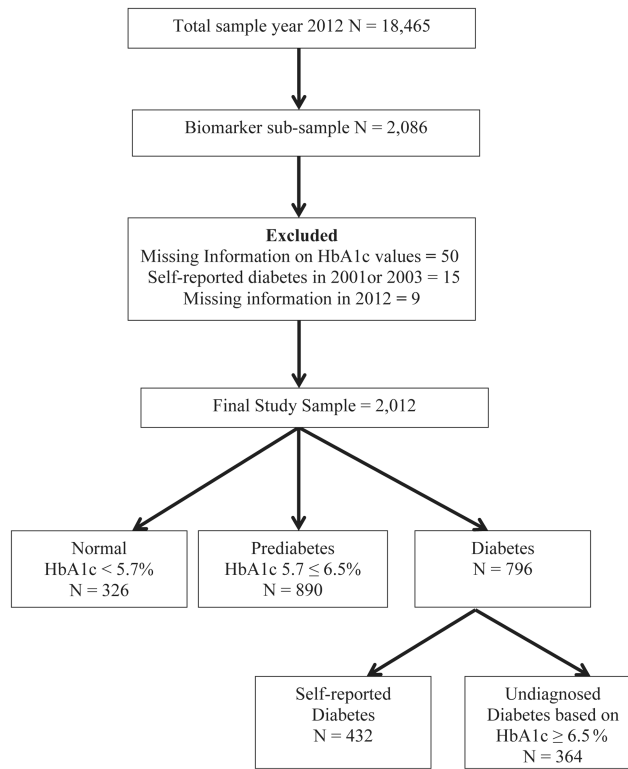 Total sample year 2012 N = 18,465
Biomarker sub-sample N = 2,086
Excluded
Missing Information on HbA1c values = 50
Self-reported diabetes in 2001or 2003 = 15
Missing information in 2012 = 9
Final Study Sample = 2,012
Normal
HbA1c < 5.7%
N = 326
Prediabetes
HbA1c 5.7 ≤ 6.5%
N = 890
Diabetes
N = 796
Self-reported
Diabetes
N = 432
Undiagnosed
Diabetes based on
HbA1c ≥ 6.5 %
N = 364